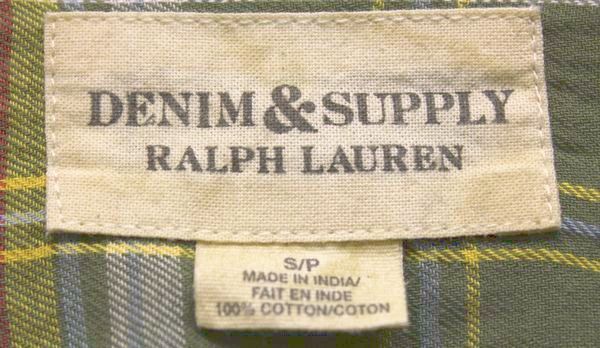 DENIM & SUPPLY
RALPH LAUREN
S/P
MADE IN INDIA/
FAIT EN INDE
100% COTTON/COTON